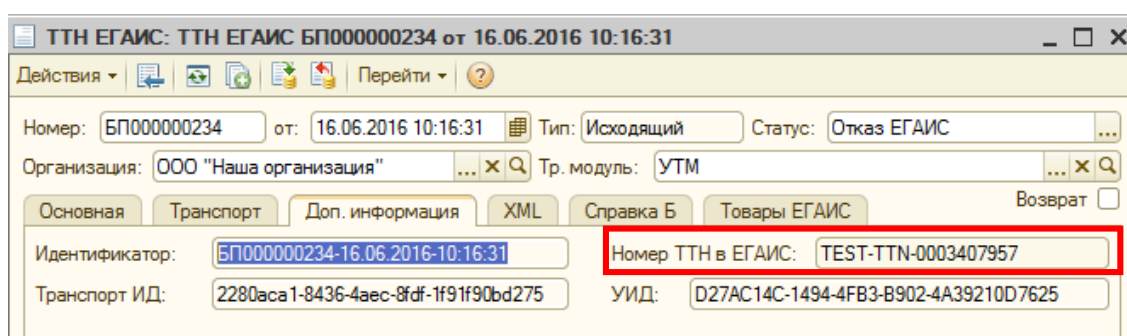 ТТН ЕГАИС: ТТН ЕГАИС БП000000234 от 16.06.2016 10:16:31
Действия Перейти ?
Номер: БП000000234 от: 16.06.2016 10:16:31 Тип: Исходящий Статус: Отказ ЕГАИС ...
Организация: ООО "Наша организация" ... Тр. модуль: УТМ ...
Основная Транспорт Доп. информация XML Справка Б Товары ЕГАИС Возврат
Идентификатор: БП000000234-16.06.2016-10:16:31 Номер ТТН в ЕГАИС: TEST-TTN-0003407957
Транспорт ИД: 2280aca1-8436-4aec-8fdf-1f91f90bd275 УИД: D27AC14C-1494-4FB3-B902-4A39210D7625